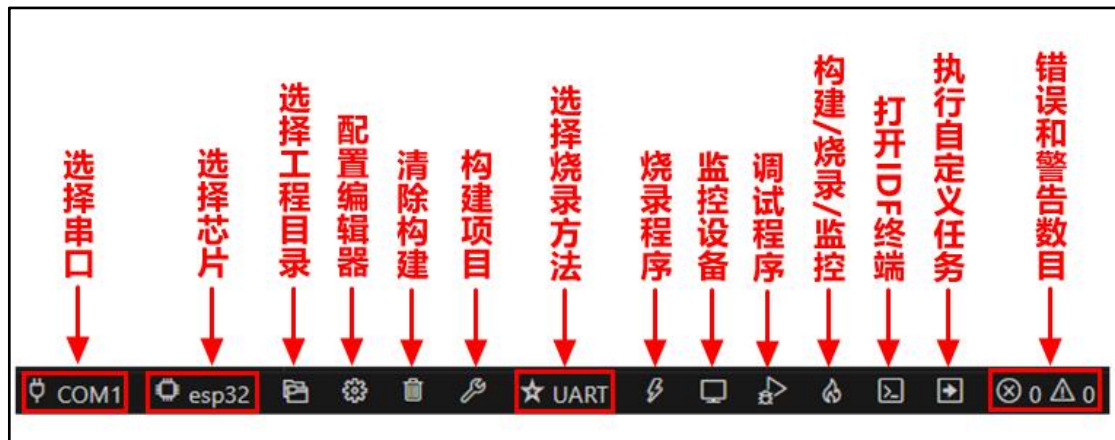 选择串口
选择芯片
选择工程目录
配置编辑器
清除构建
构建项目
选择烧录方法
烧录程序
监控设备
调试程序
构建/烧录/监控
打开IDF终端
执行自定义任务
错误和警告数目
COM1
esp32
UART
0
0